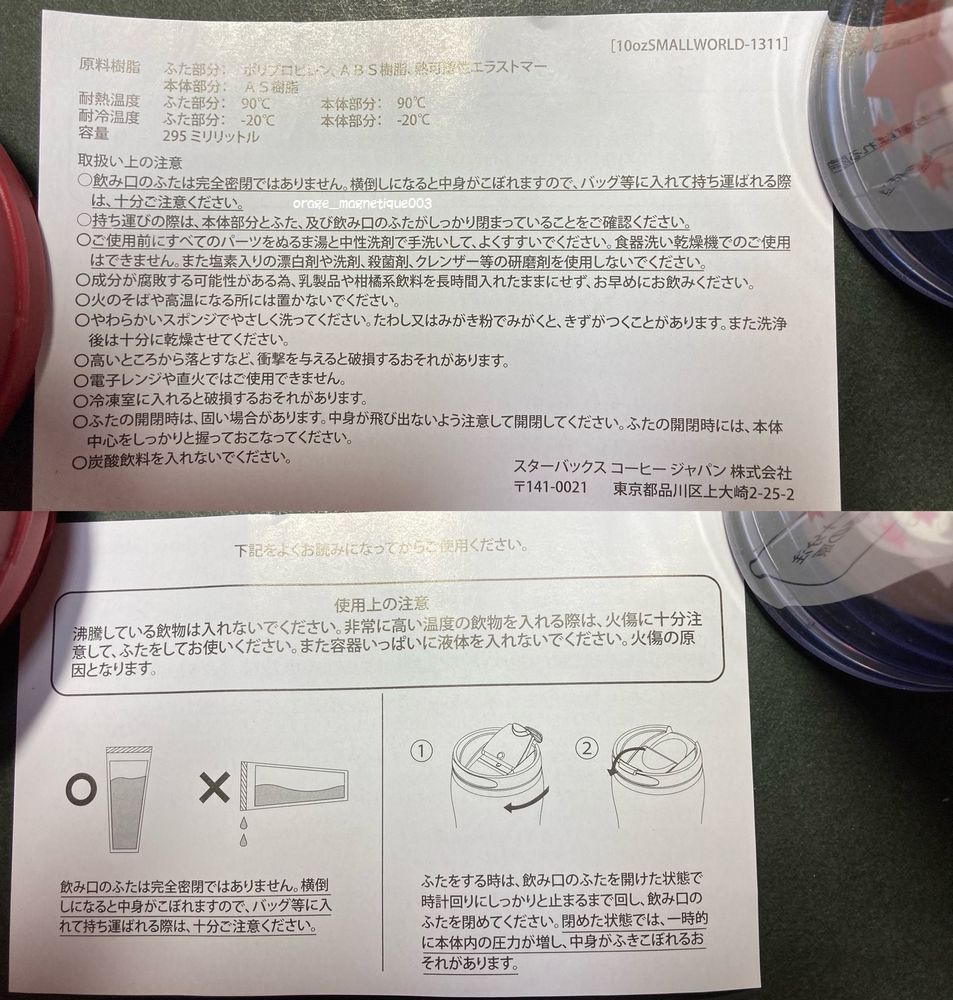 [10ozSMALLWORLD-1311]
原料樹脂 ふた部分： ポリプロピレン、ＡＢＳ樹脂、熱可塑性エラストマー
本体部分： ＡＳ樹脂
耐熱温度 ふた部分： 90℃ 本体部分： 90℃
耐冷温度 ふた部分： -20℃ 本体部分： -20℃
容量 295 ミリリットル
取扱い上の注意
○飲み口のふたは完全密閉ではありません。横倒しになると中身がこぼれますので、バッグ等に入れて持ち運ばれる際
は、十分ご注意ください。
orage_magnetique003
○持ち運びの際は、本体部分とふた、及び飲み口のふたがしっかり閉まっていることをご確認ください。
○ご使用前にすべてのパーツをぬるま湯と中性洗剤で手洗いして、よくすすいでください。食器洗い乾燥機でのご使用
はできません。また塩素入りの漂白剤や洗剤、殺菌剤、クレンザー等の研磨剤を使用しないでください。
○成分が腐敗する可能性がある為、乳製品や柑橘系飲料を長時間入れたままにせず、お早めにお飲みください。
○火のそばや高温になる所には置かないでください。
○やわらかいスポンジでやさしく洗ってください。たわし又はみがき粉でみがくと、きずがつくことがあります。また洗浄
後は十分に乾燥させてください。
○高いところから落とすなど、衝撃を与えると破損するおそれがあります。
○電子レンジや直火ではご使用できません。
○冷凍室に入れると破損するおそれがあります。
○ふたの開閉時は、固い場合があります。中身が飛び出ないよう注意して開閉してください。ふたの開閉時には、本体
中心をしっかりと握っておこなってください。
○炭酸飲料を入れないでください。
スターバックス コーヒー ジャパン 株式会社
〒141-0021 東京都品川区上大崎2-25-2
下記をよくお読みになってからご使用ください。
使用上の注意
沸騰している飲物は入れないでください。非常に高い温度の飲物を入れる際は、火傷に十分注
意して、ふたをしてお使いください。また容器いっぱいに液体を入れないでください。火傷の原
因となります。
① ②
飲み口のふたは完全密閉ではありません。横倒
しになると中身がこぼれますので、バッグ等に入
れて持ち運ばれる際は、十分ご注意ください。
ふたをする時は、飲み口のふたを開けた状態で
時計回りにしっかりと止まるまで回し、飲み口の
ふたを閉めてください。閉めた状態では、一時的
に本体内の圧力が増し、中身がふきこぼれるお
それがあります。